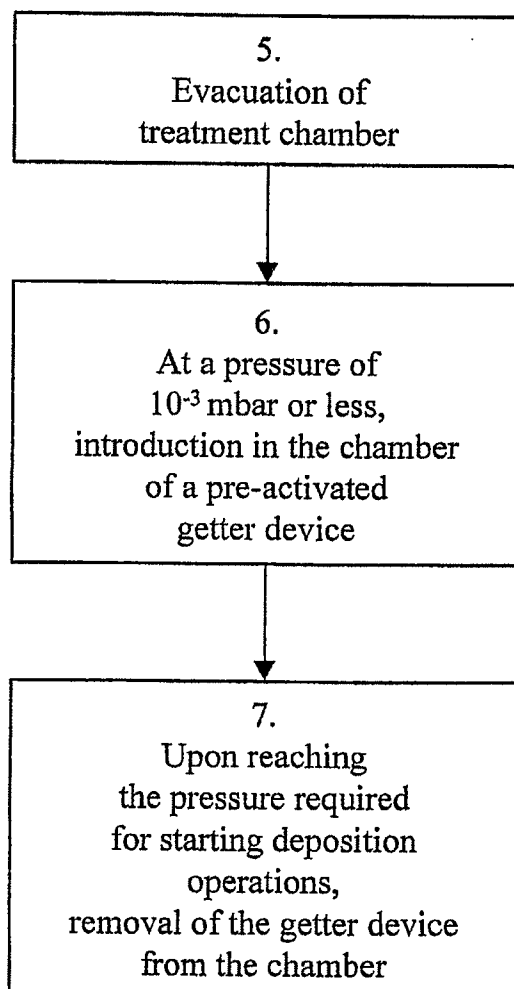 5.
Evacuation of
treatment chamber
6.
At a pressure of
10⁻³ mbar or less,
introduction in the chamber
of a pre-activated
getter device
7.
Upon reaching
the pressure required
for starting deposition
operations,
removal of the getter device
from the chamber